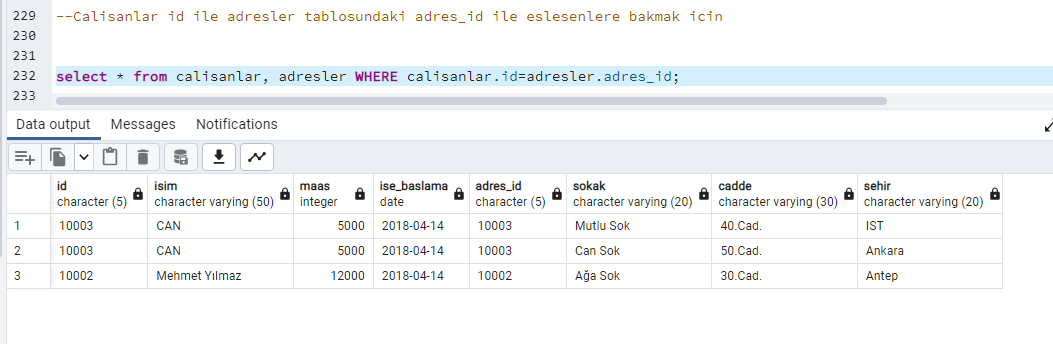 229 --Calisanlar id ile adresler tablosundaki adres_id ile eslesenlere bakmak icin
230
231
232 select * from calisanlar, adresler WHERE calisanlar.id=adresler.adres_id;
233
Data output Messages Notifications
id isim maas ise_baslama adres_id sokak cadde sehir
character (5) character varying (50) integer date character (5) character varying (20) character varying (30) character varying (20)
1 10003 CAN 5000 2018-04-14 10003 Mutlu Sok 40.Cad. IST
2 10003 CAN 5000 2018-04-14 10003 Can Sok 50.Cad. Ankara
3 10002 Mehmet Yılmaz 12000 2018-04-14 10002 Ağa Sok 30.Cad. Antep